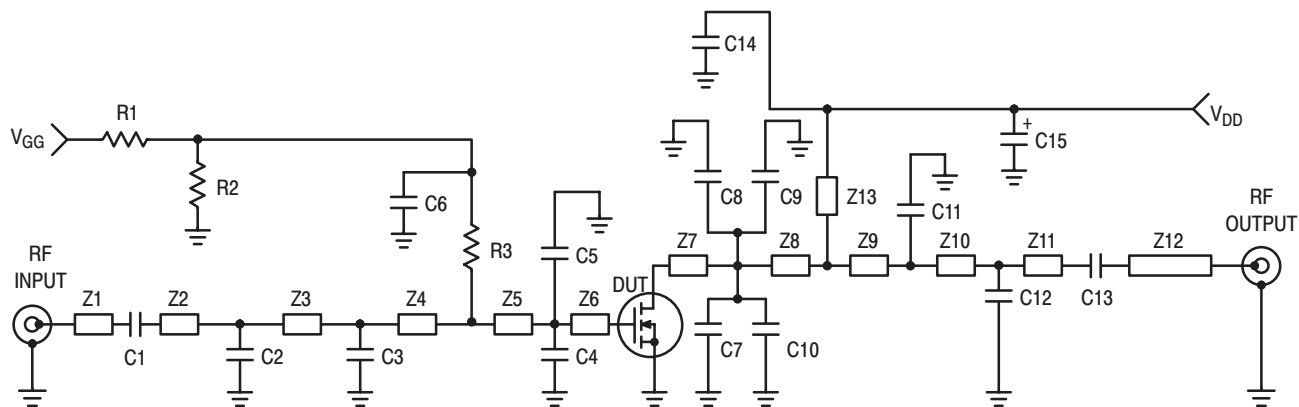 C14
R1
V_GG
V_DD
+
C15
R2
C6
C8
C9
Z13
C11
RF
OUTPUT
R3
C5
Z7
Z8
Z9
Z10
Z11
Z12
RF
INPUT
DUT
C12
C13
Z1
Z2
Z3
Z4
Z5
Z6
C1
C2
C3
C4
C7
C10